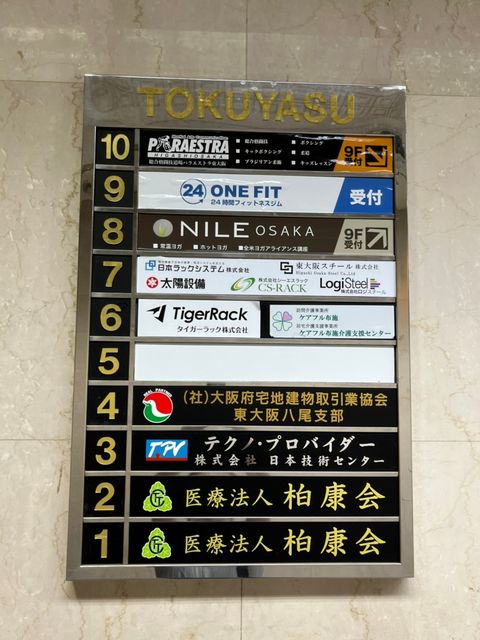 TOKUYASU
10
PARAESTRA
HIGASHIOSAKA
総合格闘技道場パラエストラ東大阪
■ 総合格闘技
■ キックボクシング
■ ブラジリアン柔術
■ ボクシング
■ 柔道
■ キッズレッスン
9F
受付
9
24 ONE FIT
24時間フィットネスジム
受付
8
NILE OSAKA
■ 常温ヨガ ■ ホットヨガ ■ 全米ヨガアライアンス講座
9F
受付
7
日本ラックシステム 株式会社
東大阪スチール 株式会社
Higashi Osaka Steel Co.,Ltd
太陽設備
株式会社シーエスラック
CS-RACK
LogiSteel
株式会社ロジスチール
6
TigerRack
タイガーラック株式会社
訪問介護事業所
ケアフル布施
居宅介護支援事業所
ケアフル布施介護支援センター
5
4
REAL PARTNER
(社)大阪府宅地建物取引業協会
東大阪八尾支部
3
TPV
テクノ・プロバイダー
株式会社 日本技術センター
2
医療法人 柏康会
1
医療法人 柏康会